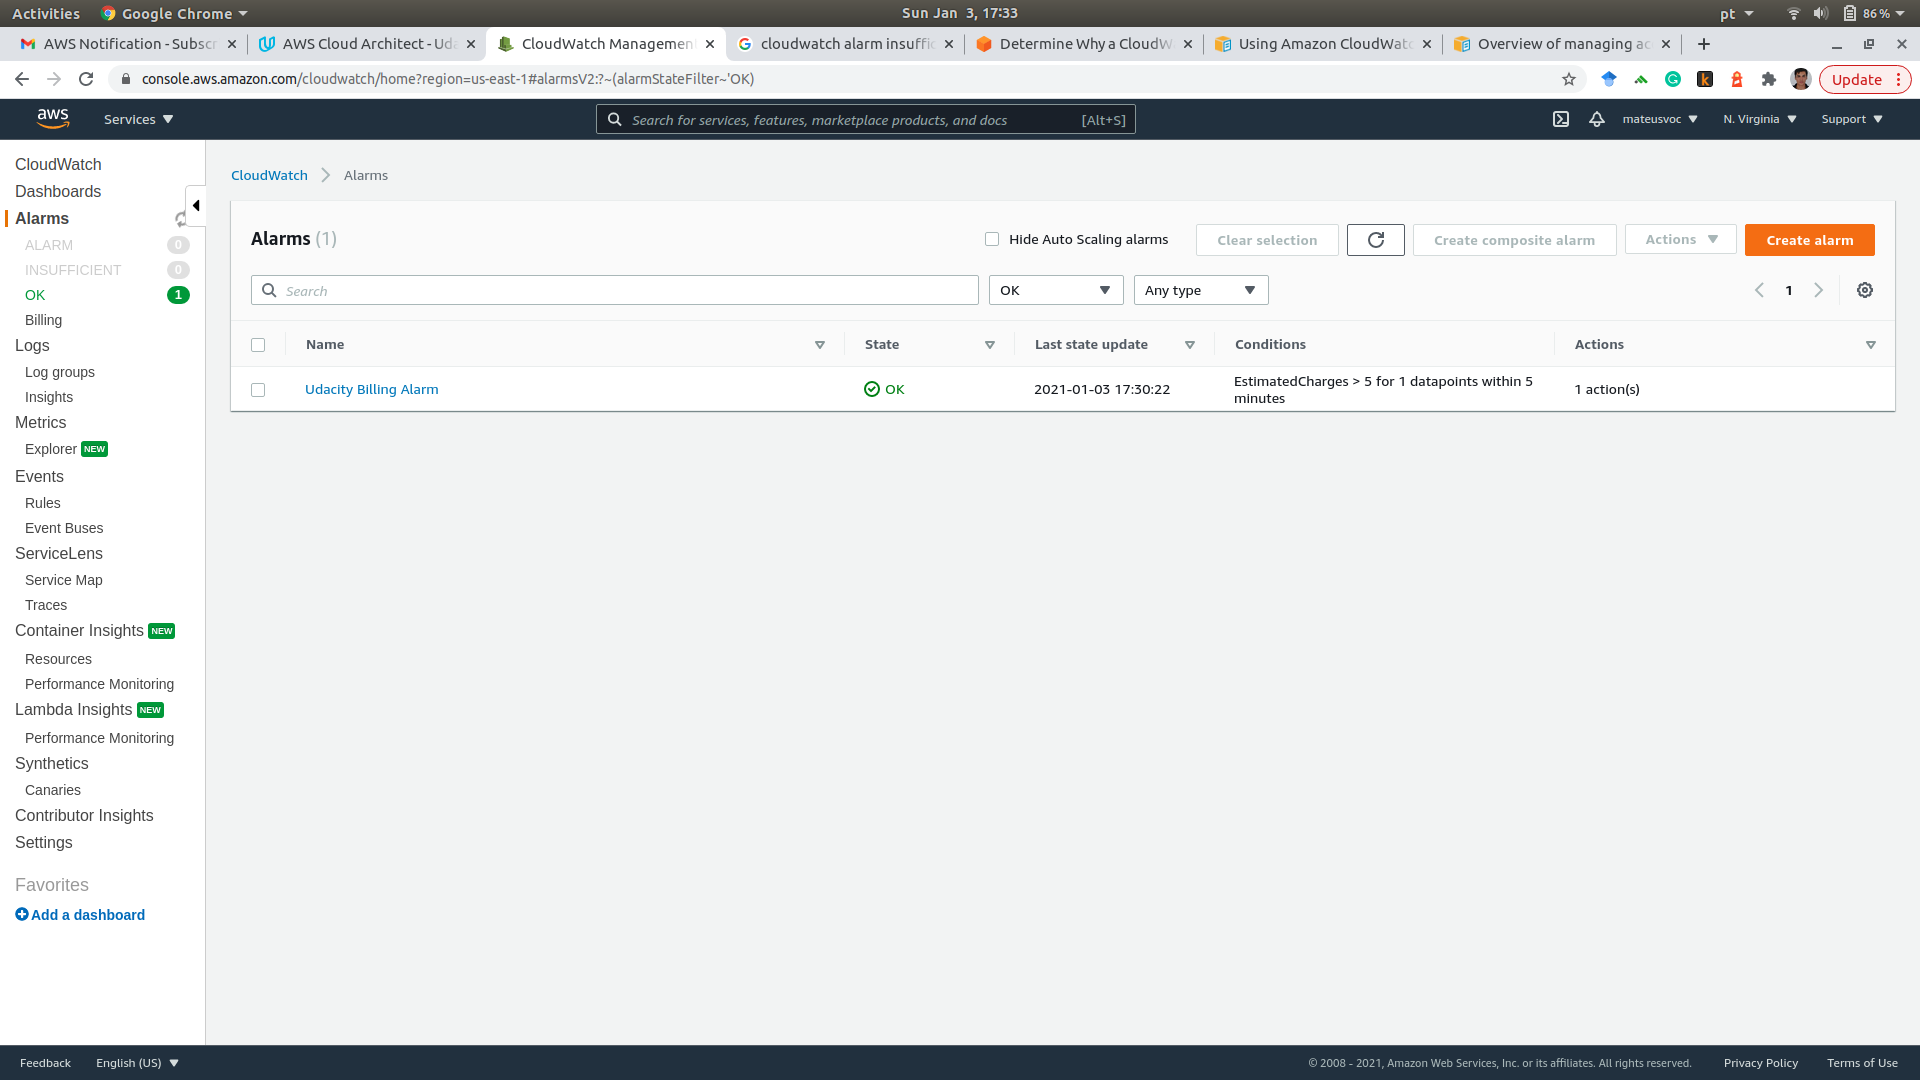 Activities Google Chrome Sun Jan 3, 17:33 pt 86%
AWS Notification - Subscr AWS Cloud Architect - Uda CloudWatch Management cloudwatch alarm insuffic Determine Why a CloudW Using Amazon CloudWatc Overview of managing ac
console.aws.amazon.com/cloudwatch/home?region=us-east-1#alarmsV2:?~(alarmStateFilter~'OK) Update
aws Services Search for services, features, marketplace products, and docs [Alt+S] mateusvoc N. Virginia Support
CloudWatch
Dashboards
Alarms
ALARM 0
INSUFFICIENT 0
OK 1
Billing
Logs
Log groups
Insights
Metrics
Explorer NEW
Events
Rules
Event Buses
ServiceLens
Service Map
Traces
Container Insights NEW
Resources
Performance Monitoring
Lambda Insights NEW
Performance Monitoring
Synthetics
Canaries
Contributor Insights
Settings
Favorites
Add a dashboard
CloudWatch Alarms
Alarms (1) Hide Auto Scaling alarms Clear selection Create composite alarm Actions Create alarm
Search OK Any type 1
Name State Last state update Conditions Actions
Udacity Billing Alarm OK 2021-01-03 17:30:22 EstimatedCharges > 5 for 1 datapoints within 5 minutes 1 action(s)
Feedback English (US) © 2008 - 2021, Amazon Web Services, Inc. or its affiliates. All rights reserved. Privacy Policy Terms of Use